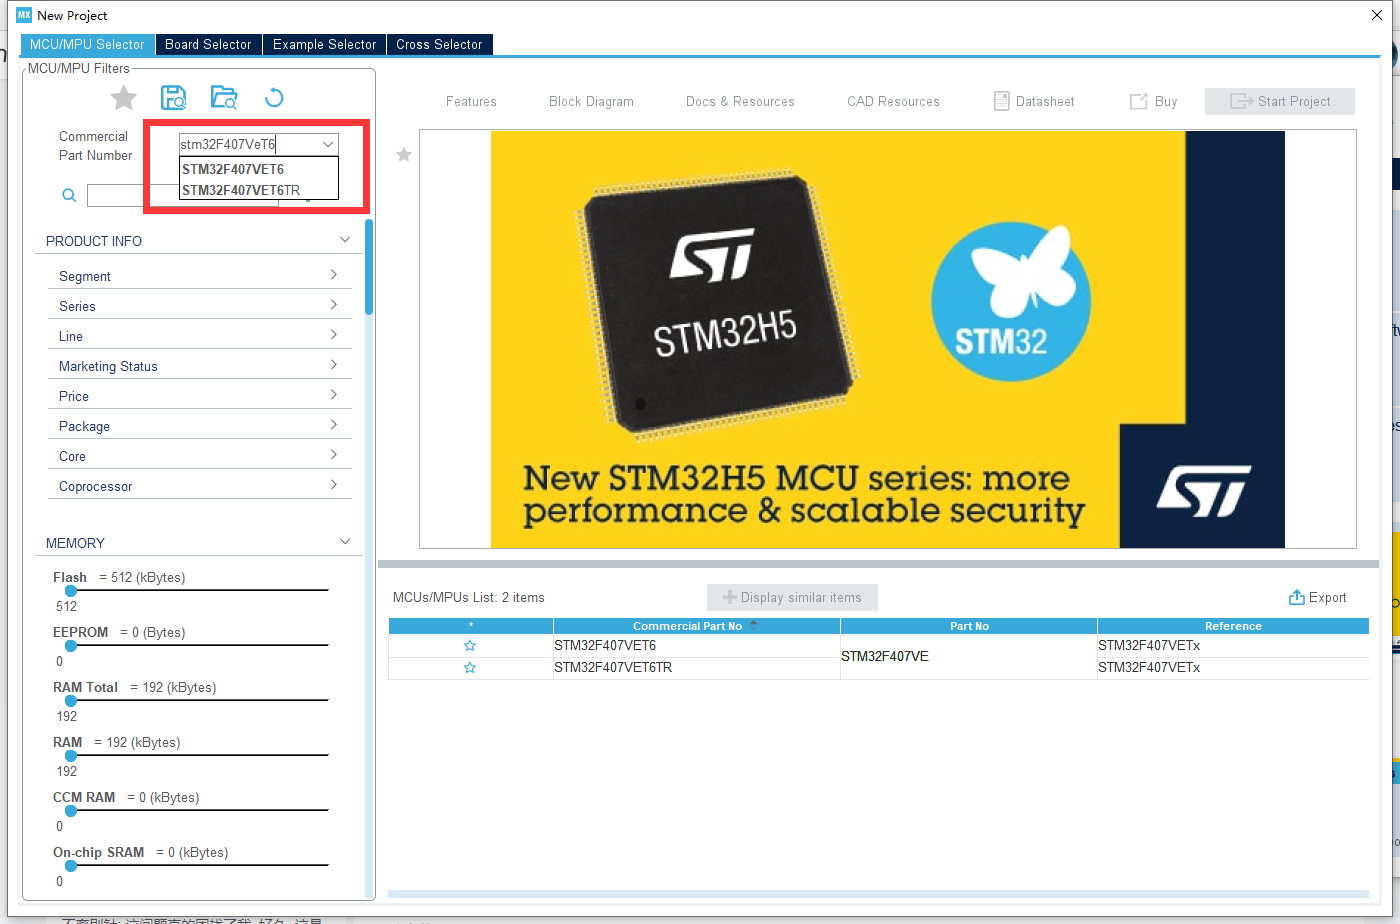 MX New Project
MCU/MPU Selector Board Selector Example Selector Cross Selector
MCU/MPU Filters
Commercial
Part Number
stm32F407VeT6
STM32F407VET6
STM32F407VET6TR
PRODUCT INFO
Segment
Series
Line
Marketing Status
Price
Package
Core
Coprocessor
MEMORY
Flash = 512 (kBytes)
512
EEPROM = 0 (Bytes)
0
RAM Total = 192 (kBytes)
192
RAM = 192 (kBytes)
192
CCM RAM = 0 (kBytes)
0
On-chip SRAM = 0 (kBytes)
0
Features Block Diagram Docs & Resources CAD Resources Datasheet Buy Start Project
ST
STM32H5
STM32
New STM32H5 MCU series: more
performance & scalable security
ST
MCUs/MPUs List: 2 items Display similar items Export
* Commercial Part No Part No Reference
STM32F407VET6 STM32F407VE STM32F407VETx
STM32F407VET6TR STM32F407VETx